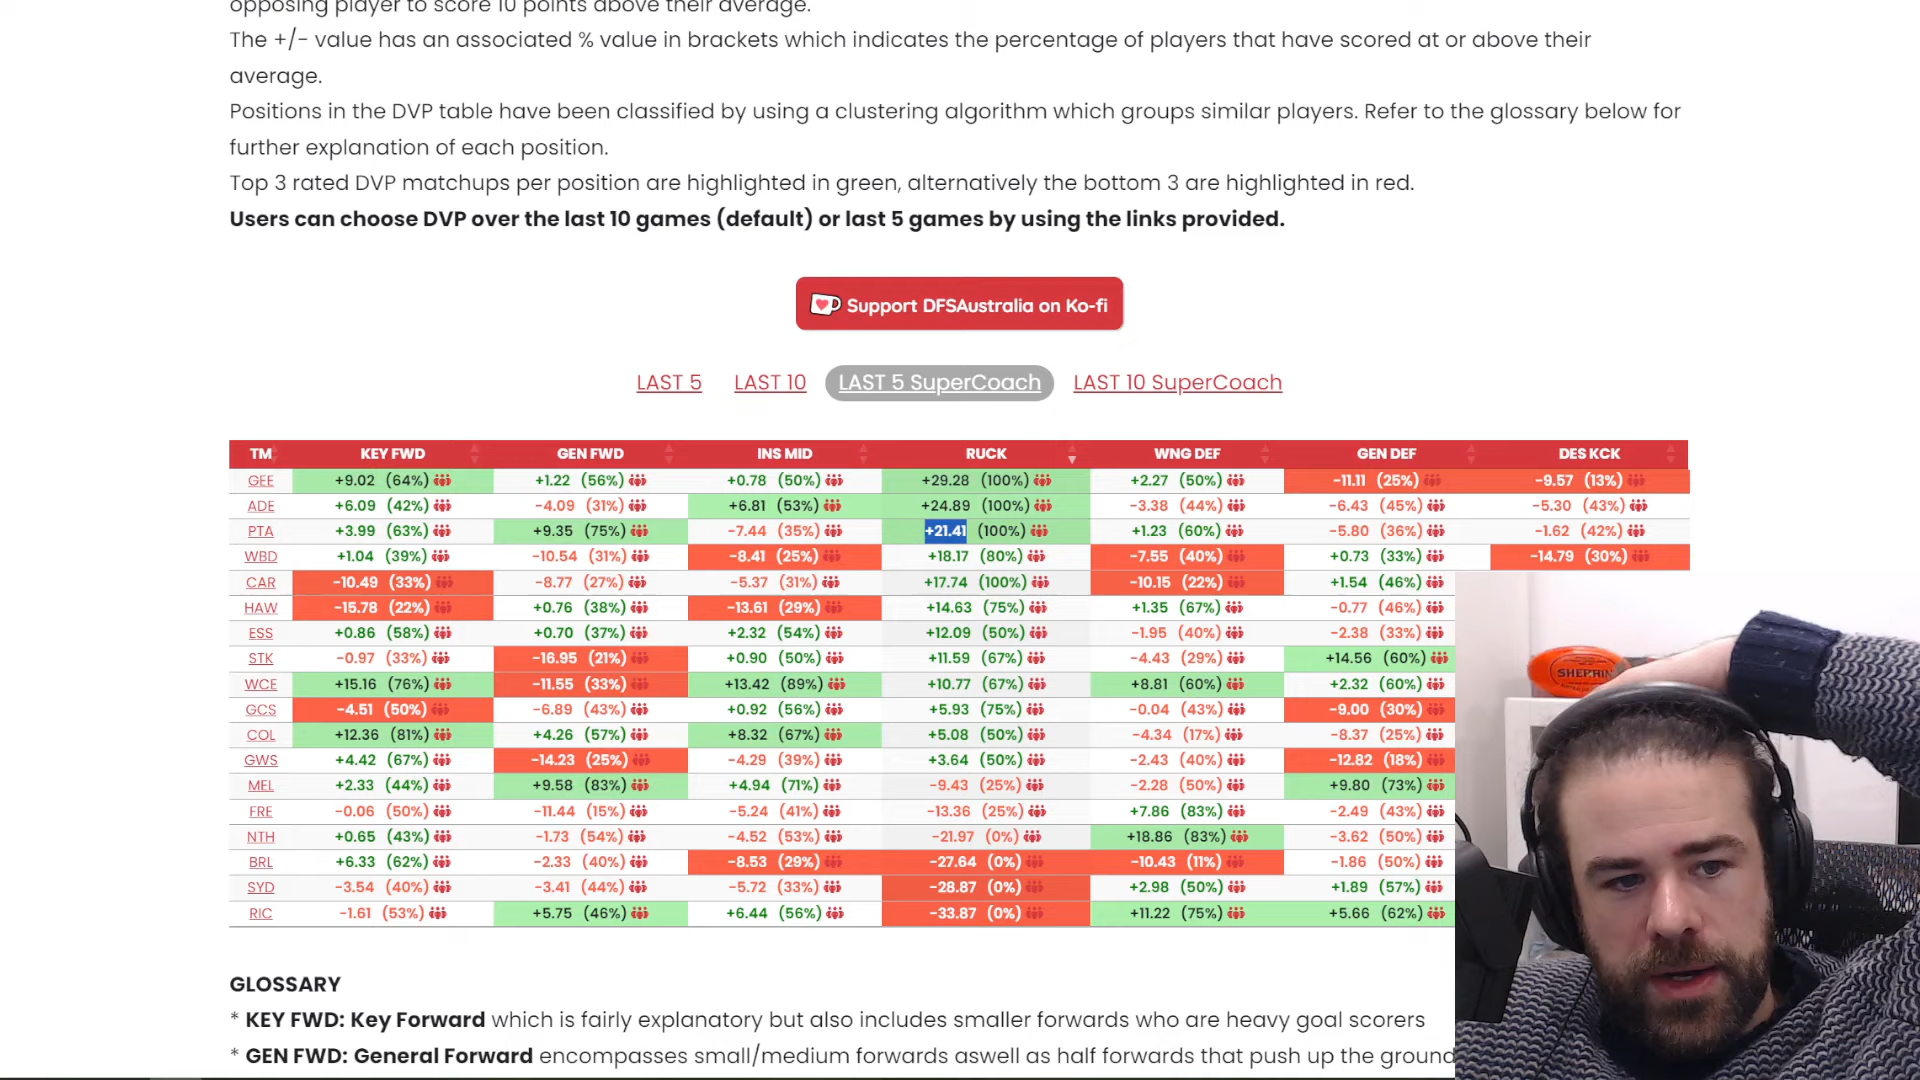 opposing player to score 10 points above their average.
The +/- value has an associated % value in brackets which indicates the percentage of players that have scored at or above their
average.
Positions in the DVP table have been classified by using a clustering algorithm which groups similar players. Refer to the glossary below for
further explanation of each position.
Top 3 rated DVP matchups per position are highlighted in green, alternatively the bottom 3 are highlighted in red.
Users can choose DVP over the last 10 games (default) or last 5 games by using the links provided.
Support DFSAustralia on Ko-fi
LAST 5 LAST 10 LAST 5 SuperCoach LAST 10 SuperCoach
TM KEY FWD GEN FWD INS MID RUCK WNG DEF GEN DEF DES KCK
GEE +9.02 (64%) +1.22 (56%) +0.78 (50%) +29.28 (100%) +2.27 (50%) -11.11 (25%) -9.57 (13%)
ADE +6.09 (42%) -4.09 (31%) +6.81 (53%) +24.89 (100%) -3.38 (44%) -6.43 (45%) -5.30 (43%)
PTA +3.99 (63%) +9.35 (75%) -7.44 (35%) +21.41 (100%) +1.23 (60%) -5.80 (36%) -1.62 (42%)
WBD +1.04 (39%) -10.54 (31%) -8.41 (25%) +18.17 (80%) -7.55 (40%) +0.73 (33%) -14.79 (30%)
CAR -10.49 (33%) -8.77 (27%) -5.37 (31%) +17.74 (100%) -10.15 (22%) +1.54 (46%)
HAW -15.78 (22%) +0.76 (38%) -13.61 (29%) +14.63 (75%) +1.35 (67%) -0.77 (46%)
ESS +0.86 (58%) +0.70 (37%) +2.32 (54%) +12.09 (50%) -1.95 (40%) -2.38 (33%)
STK -0.97 (33%) -16.95 (21%) +0.90 (50%) +11.59 (67%) -4.43 (29%) +14.56 (60%)
WCE +15.16 (76%) -11.55 (33%) +13.42 (89%) +10.77 (67%) +8.81 (60%) +2.32 (60%)
GCS -4.51 (50%) -6.89 (43%) +0.92 (56%) +5.93 (75%) -0.04 (43%) -9.00 (30%)
COL +12.36 (81%) +4.26 (57%) +8.32 (67%) +5.08 (50%) -4.34 (17%) -8.37 (25%)
GWS +4.42 (67%) -14.23 (25%) -4.29 (39%) +3.64 (50%) -2.43 (40%) -12.82 (18%)
MEL +2.33 (44%) +9.58 (83%) +4.94 (71%) -9.43 (25%) -2.28 (50%) +9.80 (73%)
FRE -0.06 (50%) -11.44 (15%) -5.24 (41%) -13.36 (25%) +7.86 (83%) -2.49 (43%)
NTH +0.65 (43%) -1.73 (54%) -4.52 (53%) -21.97 (0%) +18.86 (83%) -3.62 (50%)
BRL +6.33 (62%) -2.33 (40%) -8.53 (29%) -27.64 (0%) -10.43 (11%) -1.86 (50%)
SYD -3.54 (40%) -3.41 (44%) -5.72 (33%) -28.87 (0%) +2.98 (50%) +1.89 (57%)
RIC -1.61 (53%) +5.75 (46%) +6.44 (56%) -33.87 (0%) +11.22 (75%) +5.66 (62%)
GLOSSARY
* KEY FWD: Key Forward which is fairly explanatory but also includes smaller forwards who are heavy goal scorers
* GEN FWD: General Forward encompasses small/medium forwards aswell as half forwards that push up the ground